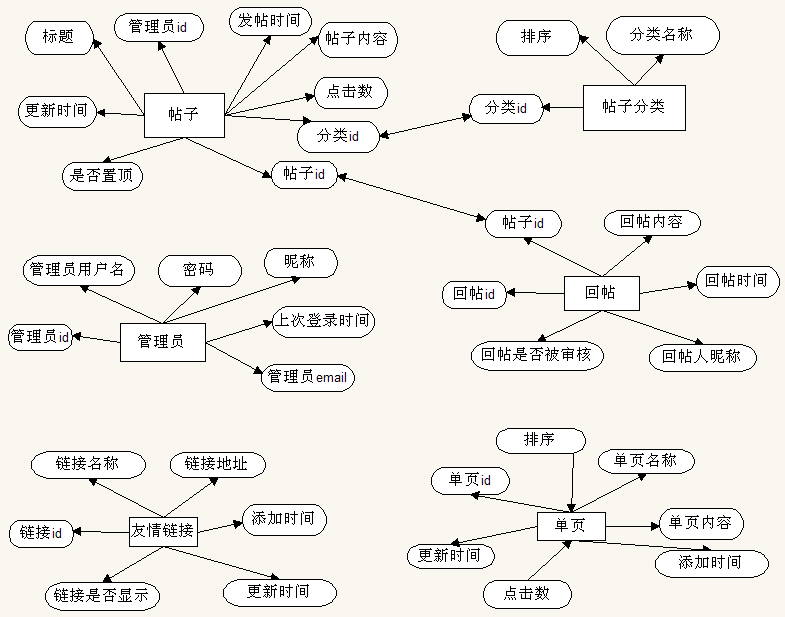 标题
管理员id
发帖时间
帖子内容
点击数
更新时间
帖子
分类id
是否置顶
帖子id
排序
分类名称
分类id
帖子分类
帖子id
回帖内容
回帖id
回帖
回帖时间
回帖是否被审核
回帖人昵称
管理员用户名
密码
昵称
管理员id
管理员
上次登录时间
管理员email
链接名称
链接地址
链接id
友情链接
添加时间
链接是否显示
更新时间
排序
单页id
单页名称
单页
单页内容
更新时间
添加时间
点击数